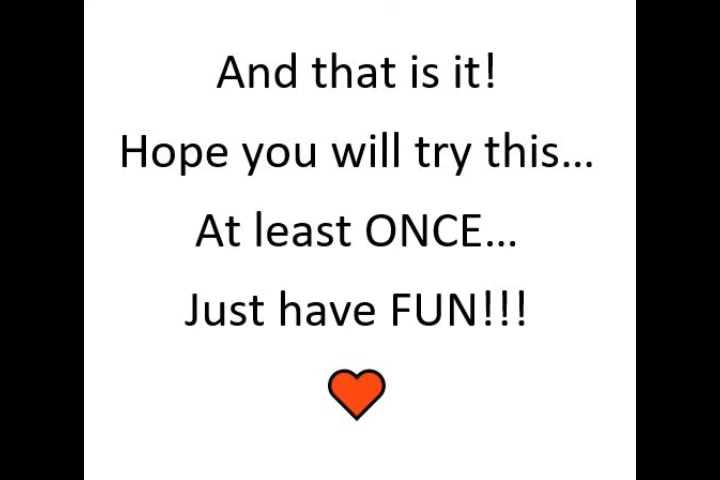 And that is it!
Hope you will try this...
At least ONCE...
Just have FUN!!!